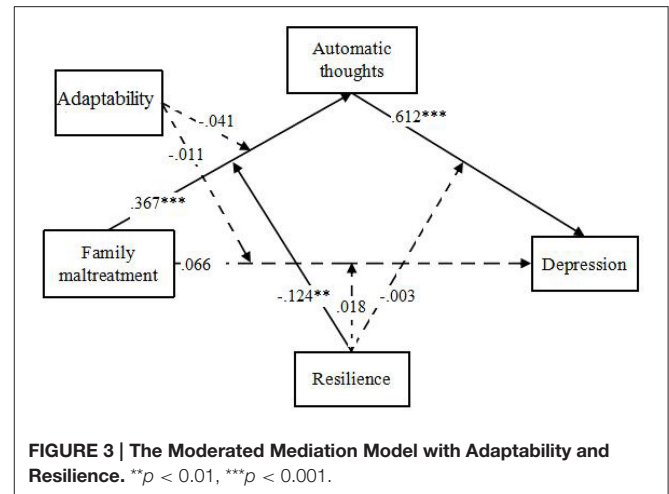 Automatic
thoughts
Adaptability
-.041
.612***
-.011
.367***
Family
maltreatment
.066
Depression
-.124**
.018
-.003
Resilience
FIGURE 3 | The Moderated Mediation Model with Adaptability and
Resilience. **p < 0.01, ***p < 0.001.